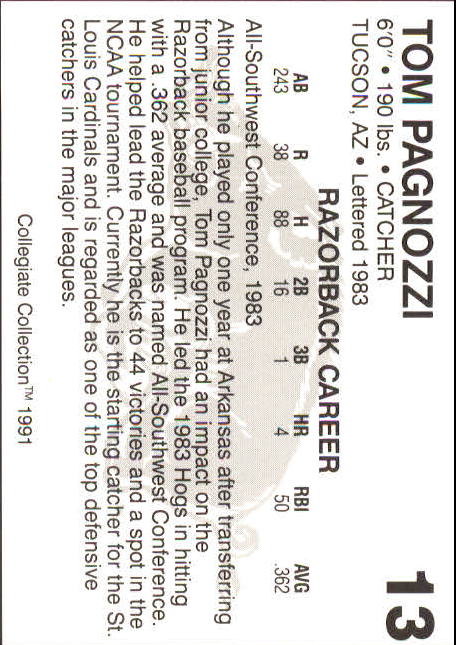 TOM PAGNOZZI 13
6'0" • 190 lbs. • CATCHER
TUCSON, AZ • Lettered 1983
RAZORBACK CAREER
AB R H 2B 3B HR RBI AVG
243 38 88 16 1 4 50 .362
All-Southwest Conference, 1983
Although he played only one year at Arkansas after transferring
from junior college, Tom Pagnozzi had an impact on the
Razorback baseball program. He led the 1983 Hogs in hitting
with a .362 average and was named All-Southwest Conference.
He helped lead the Razorbacks to 44 victories and a spot in the
NCAA tournament. Currently he is the starting catcher for the St.
Louis Cardinals and is regarded as one of the top defensive
catchers in the major leagues.
Collegiate Collection™ 1991